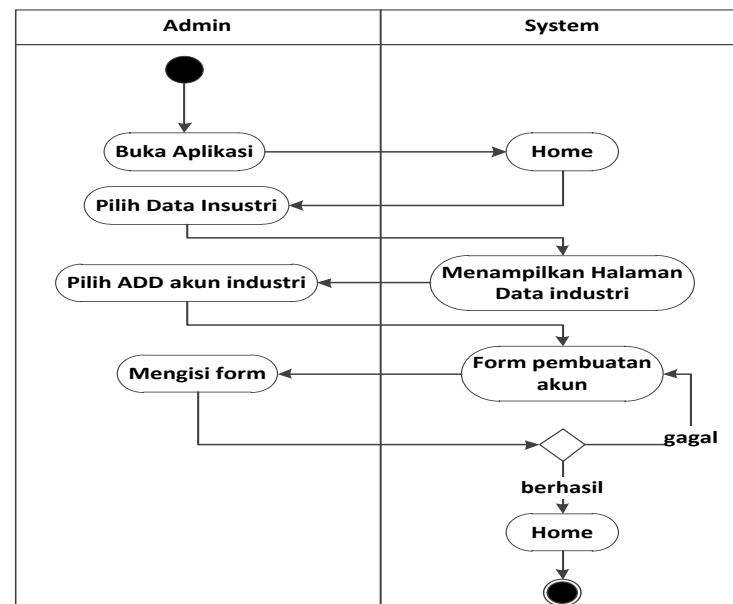 Admin
System
Buka Aplikasi
Home
Pilih Data Insustri
Menampilkan Halaman
Data industri
Pilih ADD akun industri
Form pembuatan
akun
Mengisi form
gagal
berhasil
Home